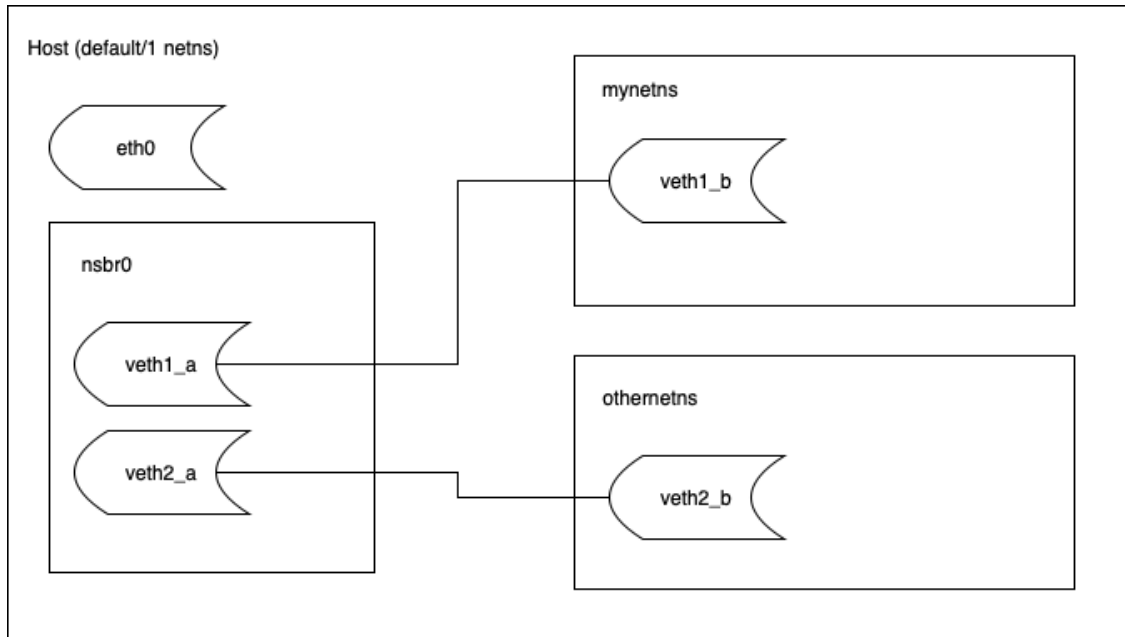 Host (default/1 netns)
eth0
nsbr0
veth1_a
veth2_a
mynetns
veth1_b
othernetns
veth2_b